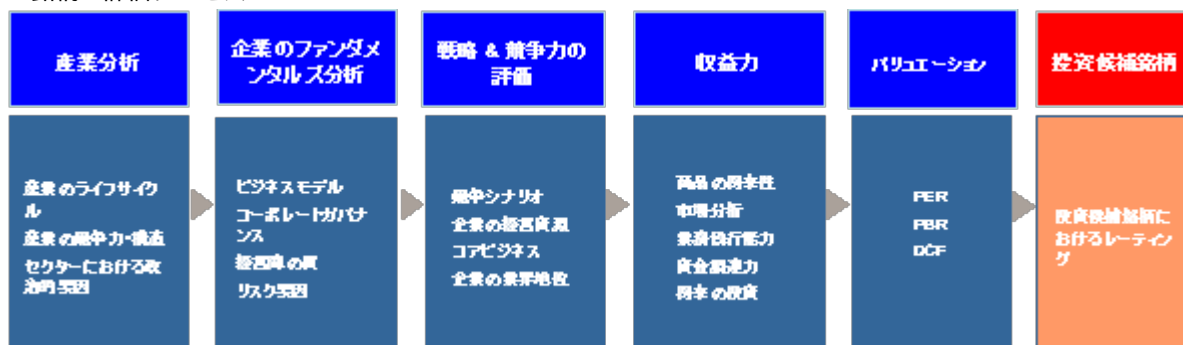 産業分析
企業のファンダメ
ンタルズ分析
戦略 & 競争力の
評価
収益力
バリュエーション
投資候補銘柄
産業のライフサイク
ル
産業の競争力・構造
セクターにおける政
治的要因
ビジネスモデル
コーポレートガバナ
ンス
経営陣の質
リスク要因
競争シナリオ
企業の経営資源
コアビジネス
企業の業界地位
商品の
市場分析
業務執行能力
資金調達力
PER
PBR
DCF
投資候補銘柄に
おけるレーティン
グ